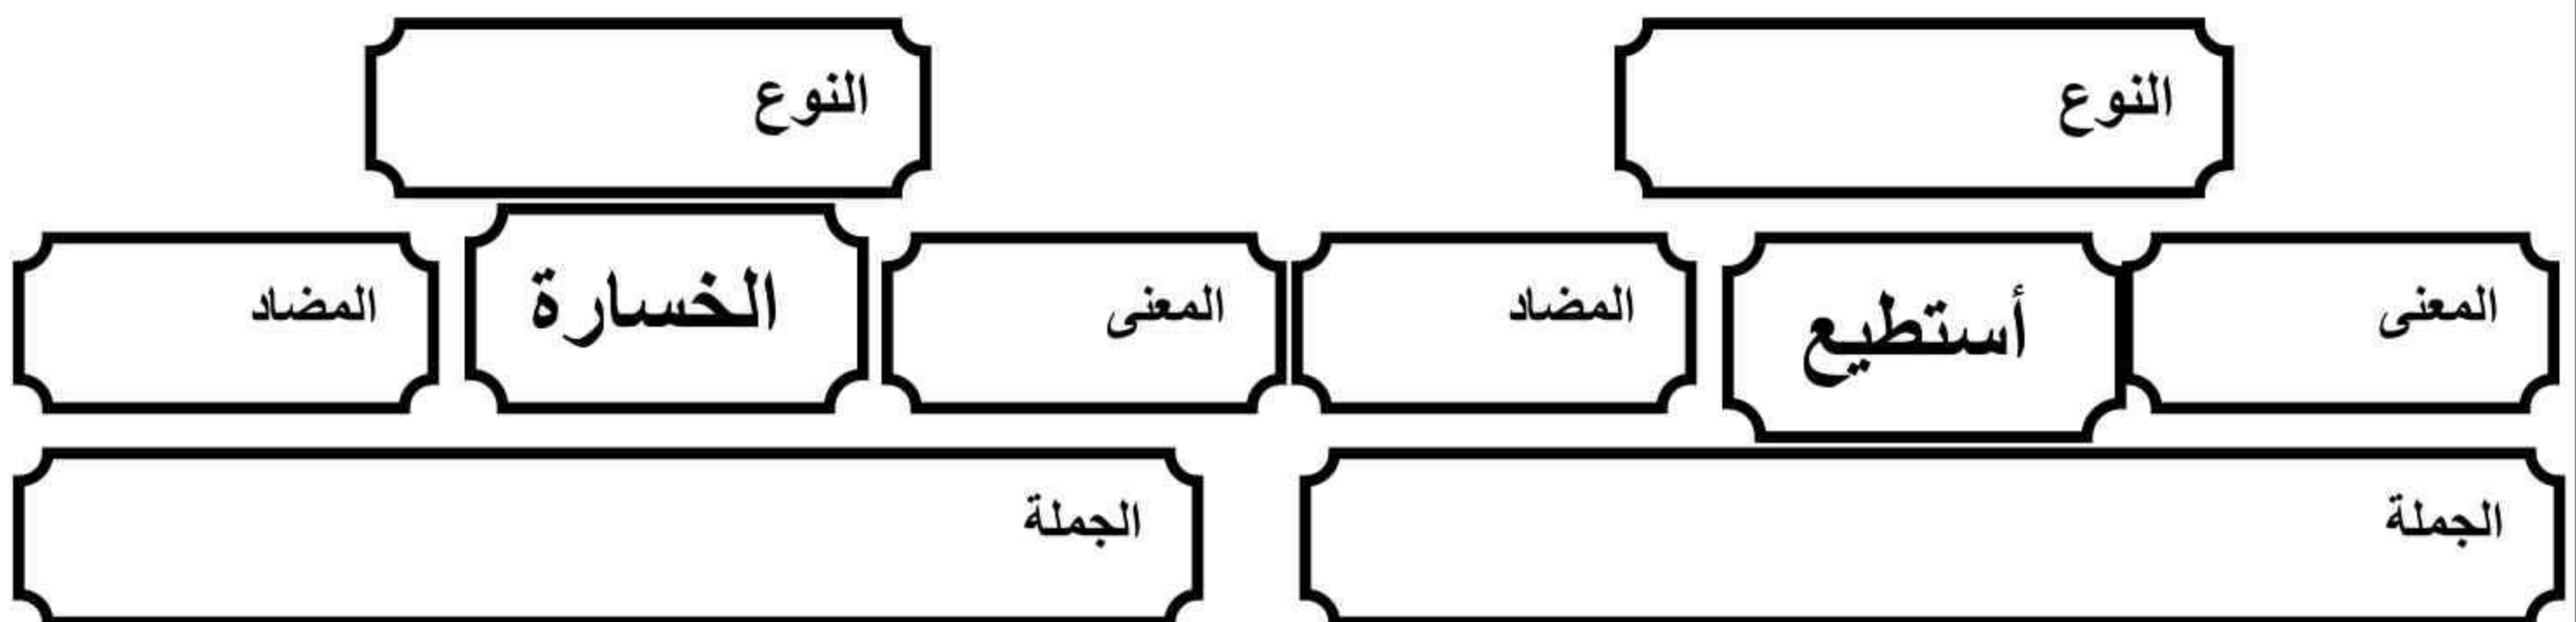 النوع النوع
المعنى أستطيع المضاد المعنى الخسارة المضاد
الجملة الجملة